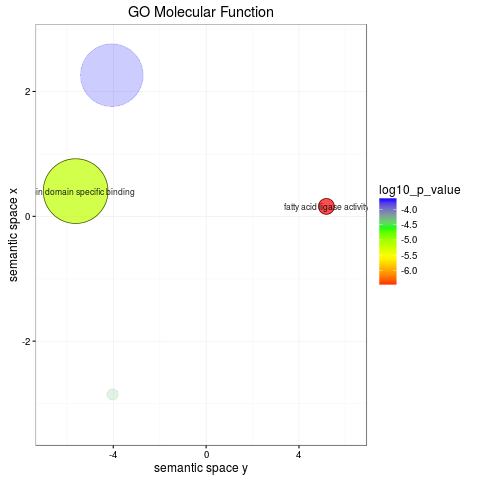 GO Molecular Function
log10_p_value
-4.0
-4.5
-5.0
-5.5
-6.0
2
0
-2
in domain specific binding
fatty acid ligase activity
-4
0
4
semantic space x
semantic space y